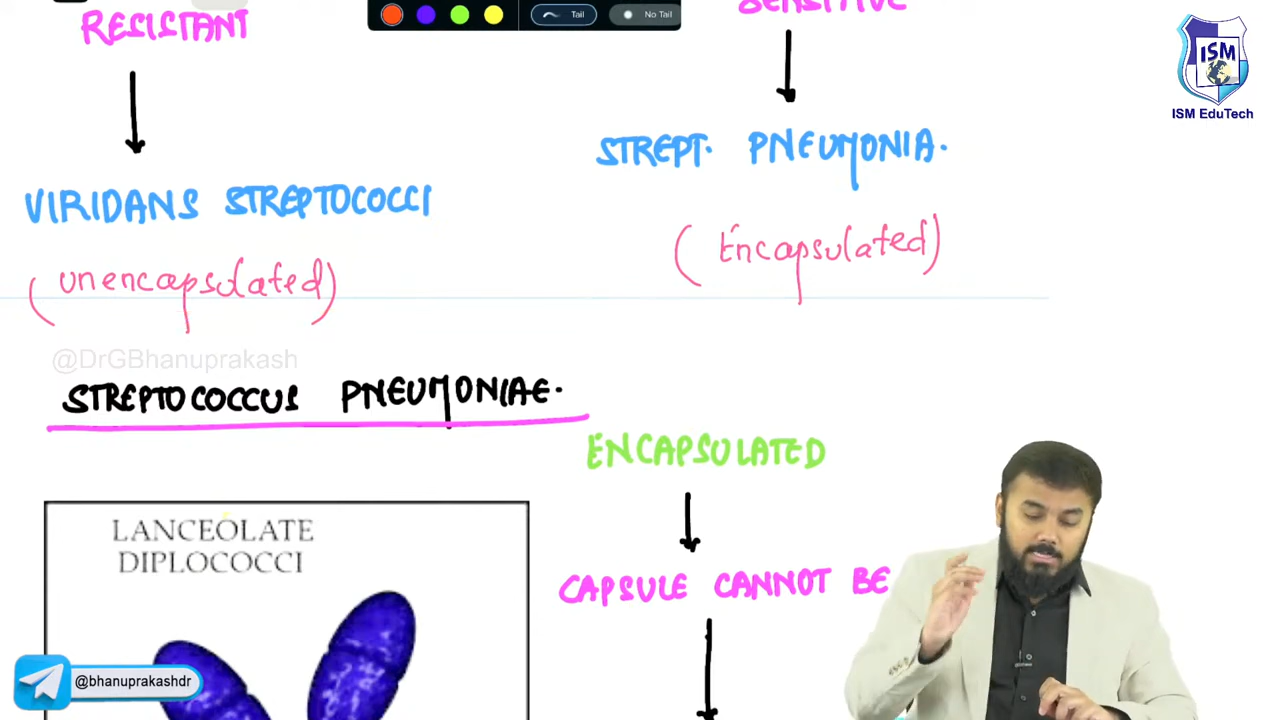 RESISTANT
SENSITIVE
Tail
No Tail
ISM
ISM EduTech
STREPT. PNEUMONIA.
VIRIDANS STREPTOCOCCI
(Encapsulated)
(unencapsulated)
@DrGBhanuprakash
STREPTOCOCCUS PNEUMONIAE.
ENCAPSULATED
LANCEOLATE
DIPLOCOCCI
CAPSULE CANNOT BE
@bhanuprakashdr